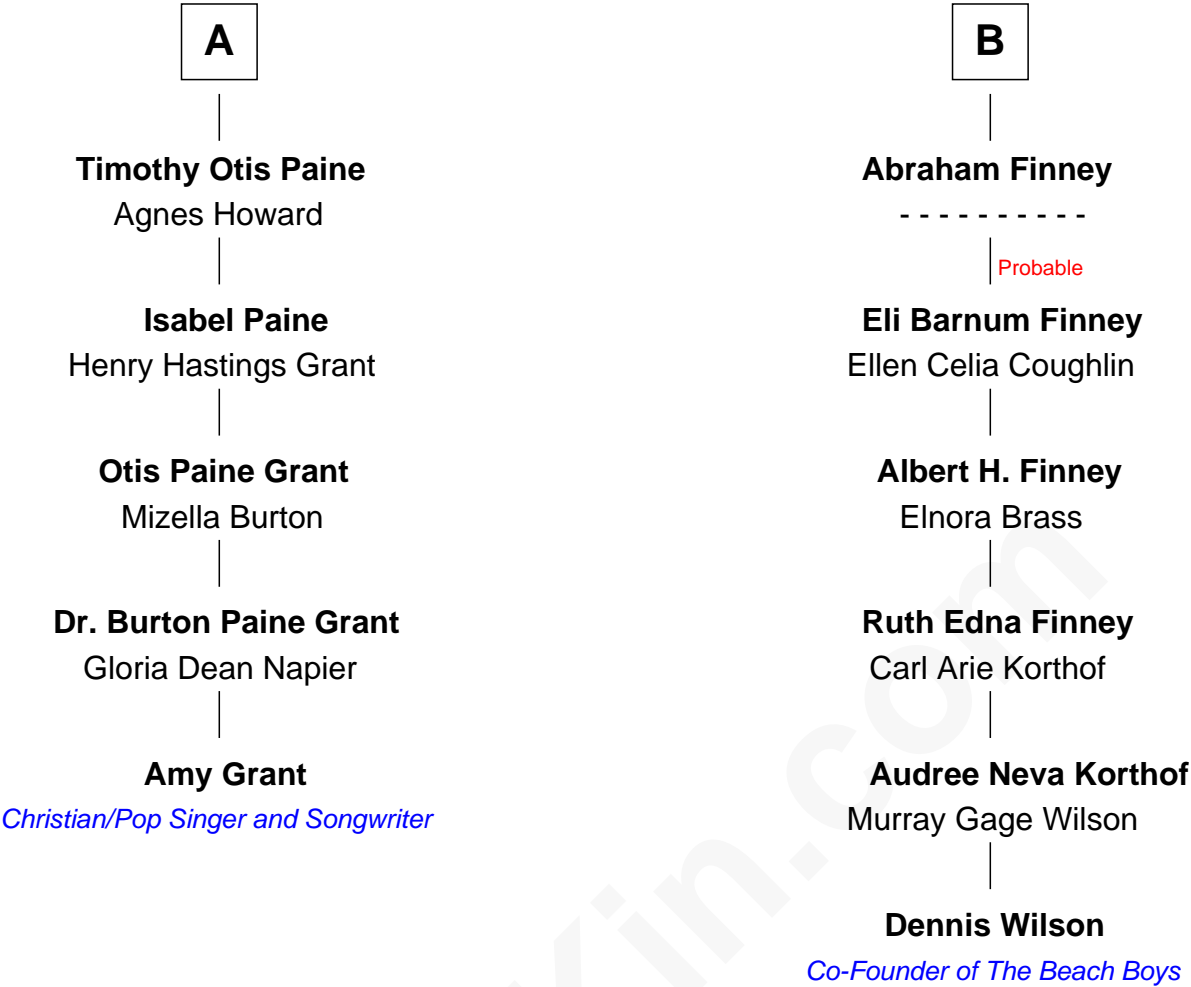 A
Timothy Otis Paine
Agnes Howard
Isabel Paine
Henry Hastings Grant
Otis Paine Grant
Mizella Burton
Dr. Burton Paine Grant
Gloria Dean Napier
Amy Grant
Christian/Pop Singer and Songwriter
B
Abraham Finney
- - - - - - - - - -
Probable
Eli Barnum Finney
Ellen Celia Coughlin
Albert H. Finney
Elnora Brass
Ruth Edna Finney
Carl Arie Korthof
Audree Neva Korthof
Murray Gage Wilson
Dennis Wilson
Co-Founder of The Beach Boys
Kin.com